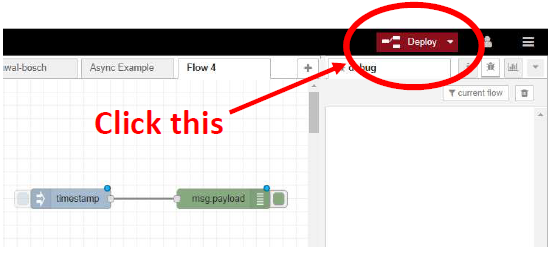 Deploy
wal-bosch
Async Example
Flow 4
debug
current flow
Click this
timestamp
msg.payload